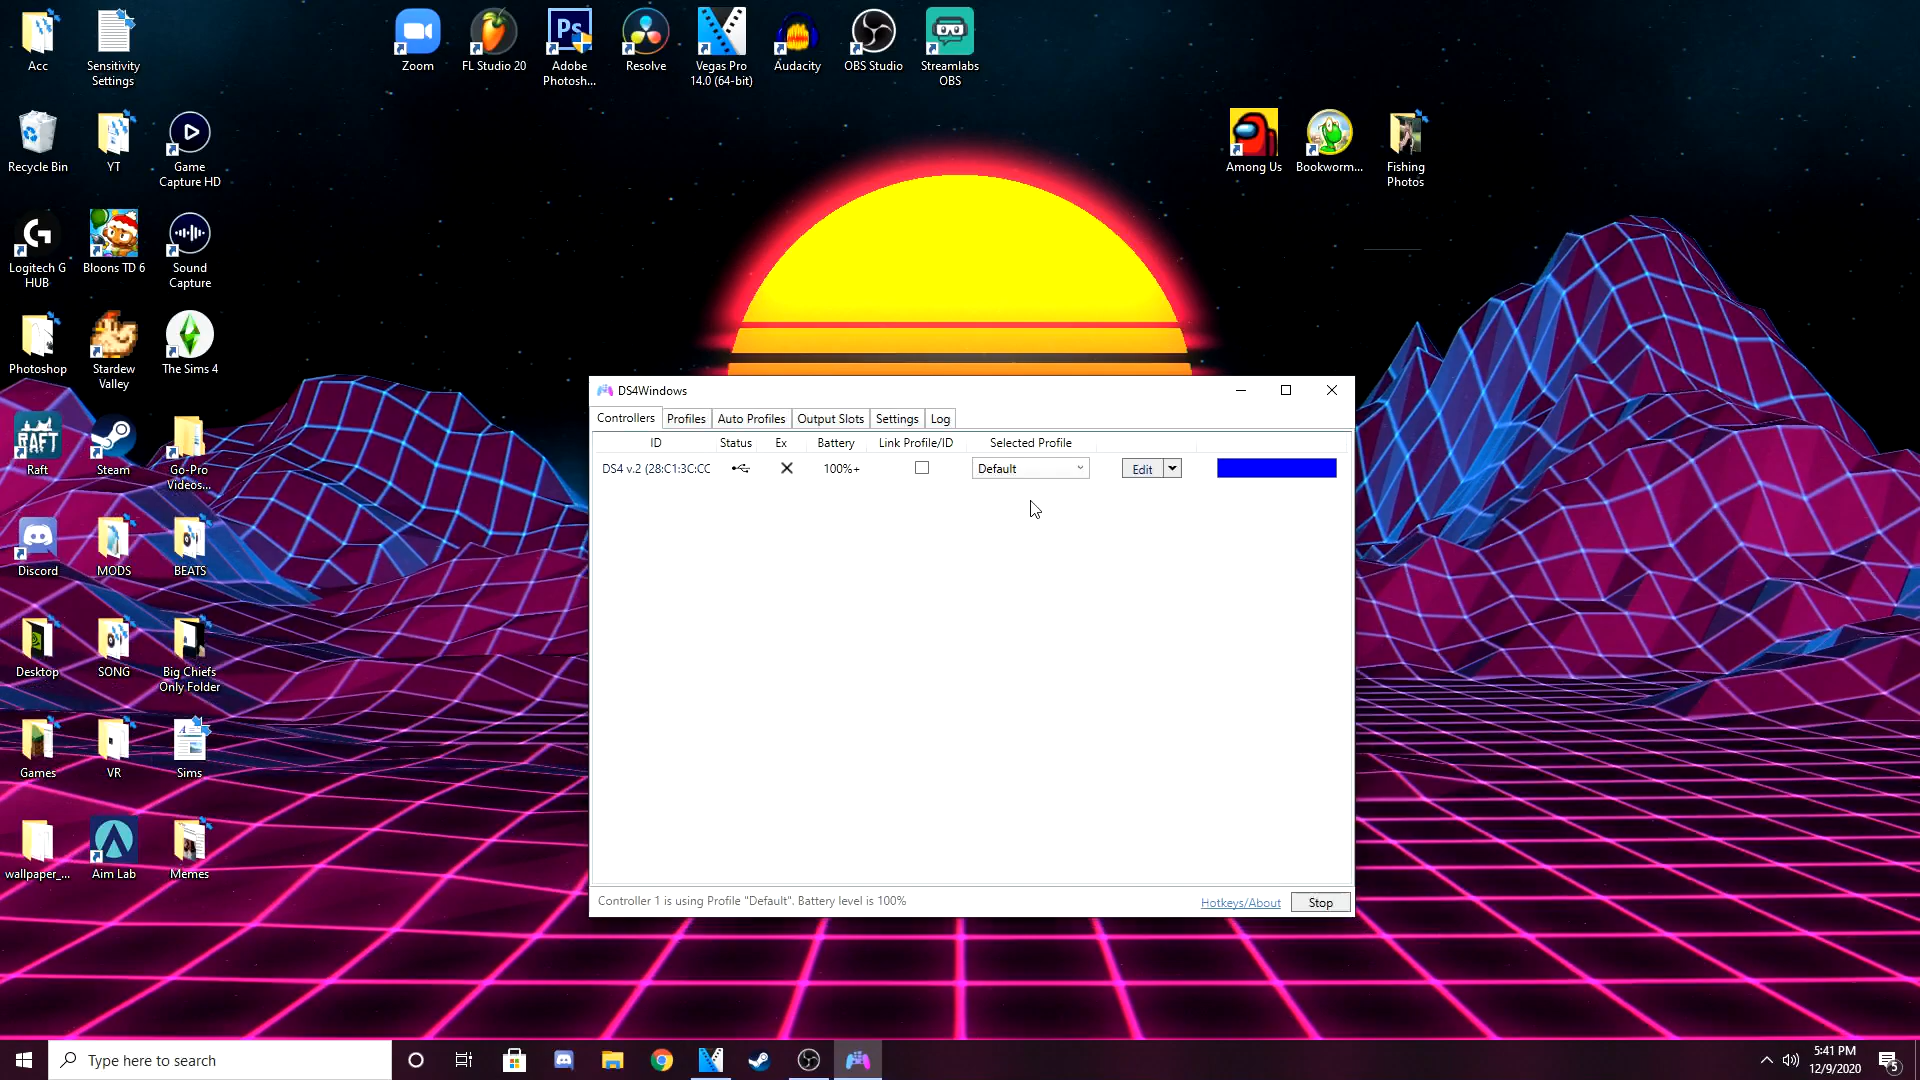 Acc
Sensitivity
Settings
Zoom
FL Studio 20
Ps
Adobe
Photosh...
Resolve
Vegas Pro
14.0 (64-bit)
Audacity
OBS Studio
Streamlabs
OBS
Recycle Bin
YT
Game
Capture HD
Among Us
Bookworm...
Fishing
Photos
Logitech G
HUB
Bloons TD 6
Sound
Capture
Photoshop
Stardew
Valley
The Sims 4
RAFT
Raft
Steam
Go-Pro
Videos...
Discord
MODS
BEATS
Desktop
SONG
Big Chiefs
Only Folder
Games
VR
Sims
wallpaper_...
Aim Lab
Memes
DS4Windows
Controllers Profiles Auto Profiles Output Slots Settings Log
ID Status Ex Battery Link Profile/ID Selected Profile
DS4 v.2 (28:C1:3C:CC 100%+ Default Edit
Controller 1 is using Profile "Default". Battery level is 100%
Hotkeys/About Stop
Type here to search
5:41 PM
12/9/2020
5